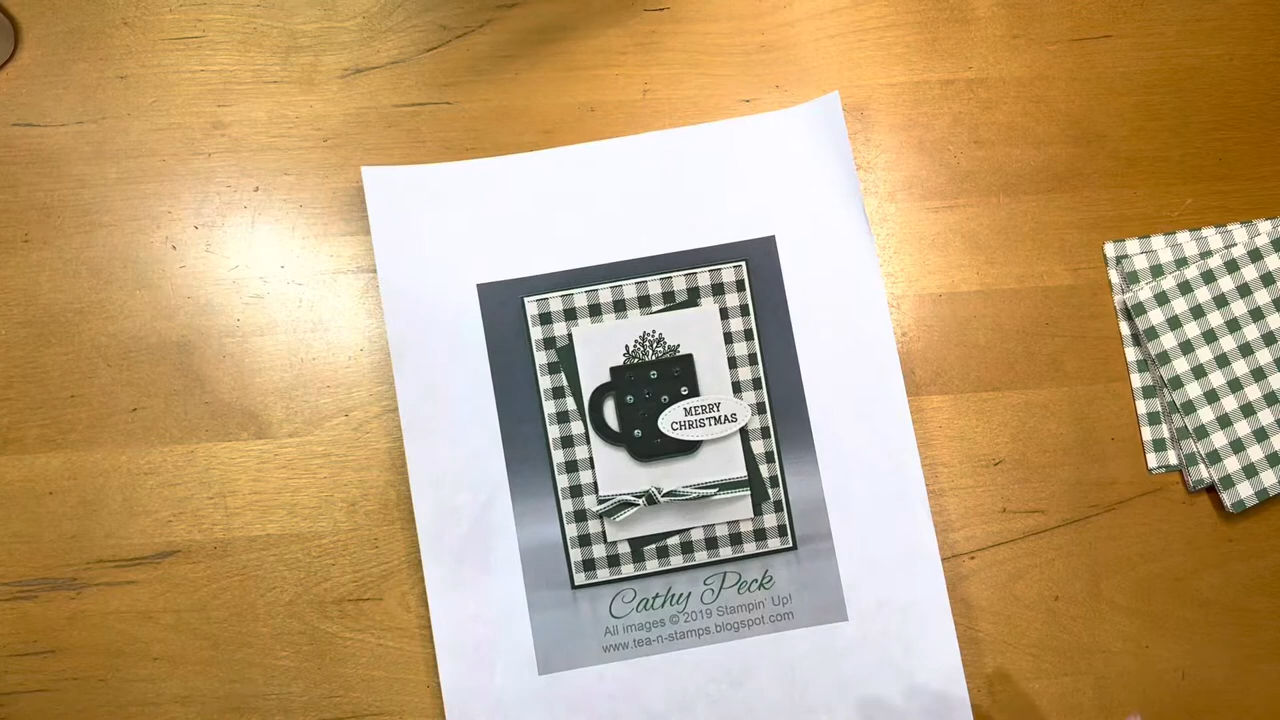 MERRY
CHRISTMAS
Cathy Peck
All images © 2019 Stampin' Up!
www.tea-n-stamps.blogspot.com